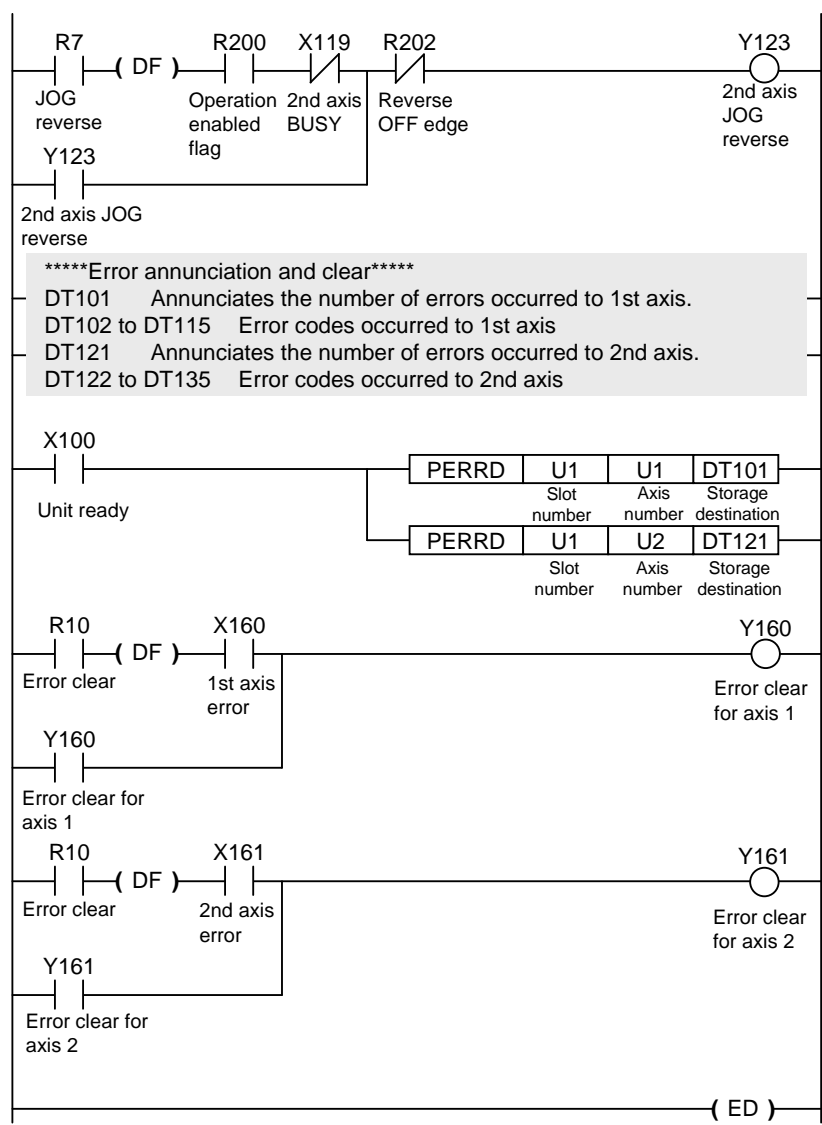 R7 R200 X119 R202 Y123
( DF )
JOG reverse
Operation enabled flag
2nd axis BUSY
Reverse OFF edge
2nd axis JOG reverse
Y123
2nd axis JOG reverse
*****Error annunciation and clear*****
DT101 Annunciates the number of errors occurred to 1st axis.
DT102 to DT115 Error codes occurred to 1st axis
DT121 Annunciates the number of errors occurred to 2nd axis.
DT122 to DT135 Error codes occurred to 2nd axis
X100
Unit ready
PERRD U1 U1 DT101
Slot number
Axis number
Storage destination
PERRD U1 U2 DT121
Slot number
Axis number
Storage destination
R10 X160 Y160
( DF )
Error clear
1st axis error
Error clear for axis 1
Y160
Error clear for axis 1
R10 X161 Y161
( DF )
Error clear
2nd axis error
Error clear for axis 2
Y161
Error clear for axis 2
( ED )